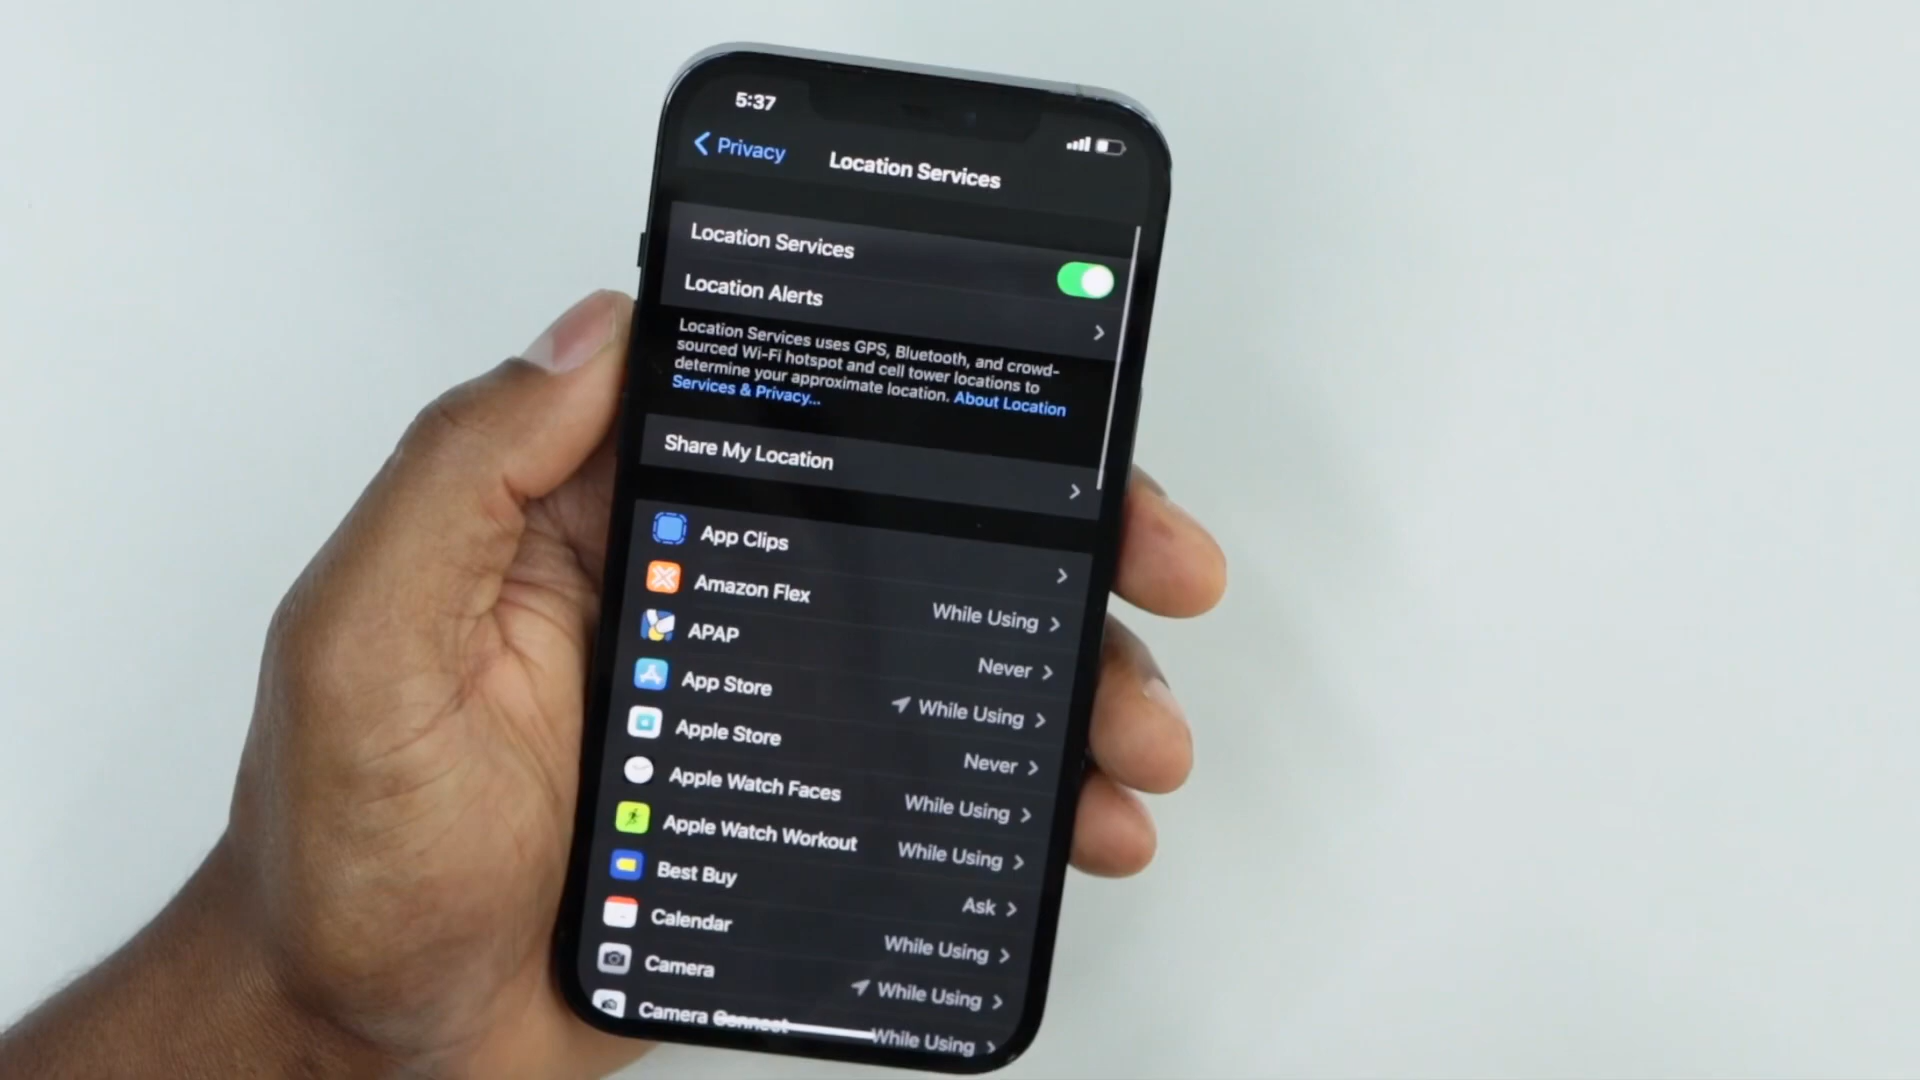 5:37
Privacy
Location Services
Location Services
Location Alerts
Location Services uses GPS, Bluetooth, and crowd-
sourced Wi-Fi hotspot and cell tower locations to
determine your approximate location. About Location
Services & Privacy...
Share My Location
App Clips
Amazon Flex While Using
APAP Never
App Store While Using
Apple Store Never
Apple Watch Faces While Using
Apple Watch Workout While Using
Best Buy Ask
Calendar While Using
Camera While Using
Camera Connect While Using